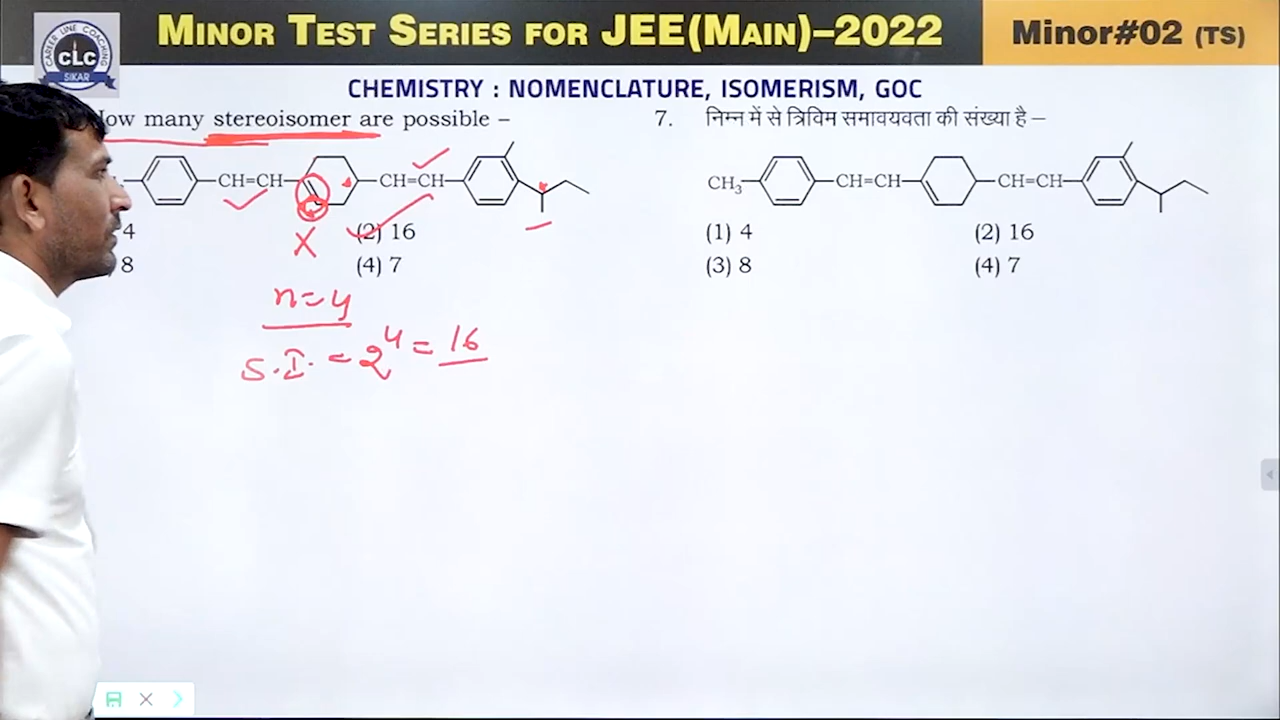 CAREER LINE COACHING
CLC
SIKAR
MINOR TEST SERIES FOR JEE(MAIN)–2022
Minor#02 (TS)
CHEMISTRY : NOMENCLATURE, ISOMERISM, GOC
many stereoisomer are possible –
CH=CH CH=CH
4 (2) 16
8 (4) 7
X
n=4
S.I. = 2⁴ = 16
7. निम्न में से त्रिविम समावयवता की संख्या है –
CH₃ CH=CH CH=CH
(1) 4 (2) 16
(3) 8 (4) 7